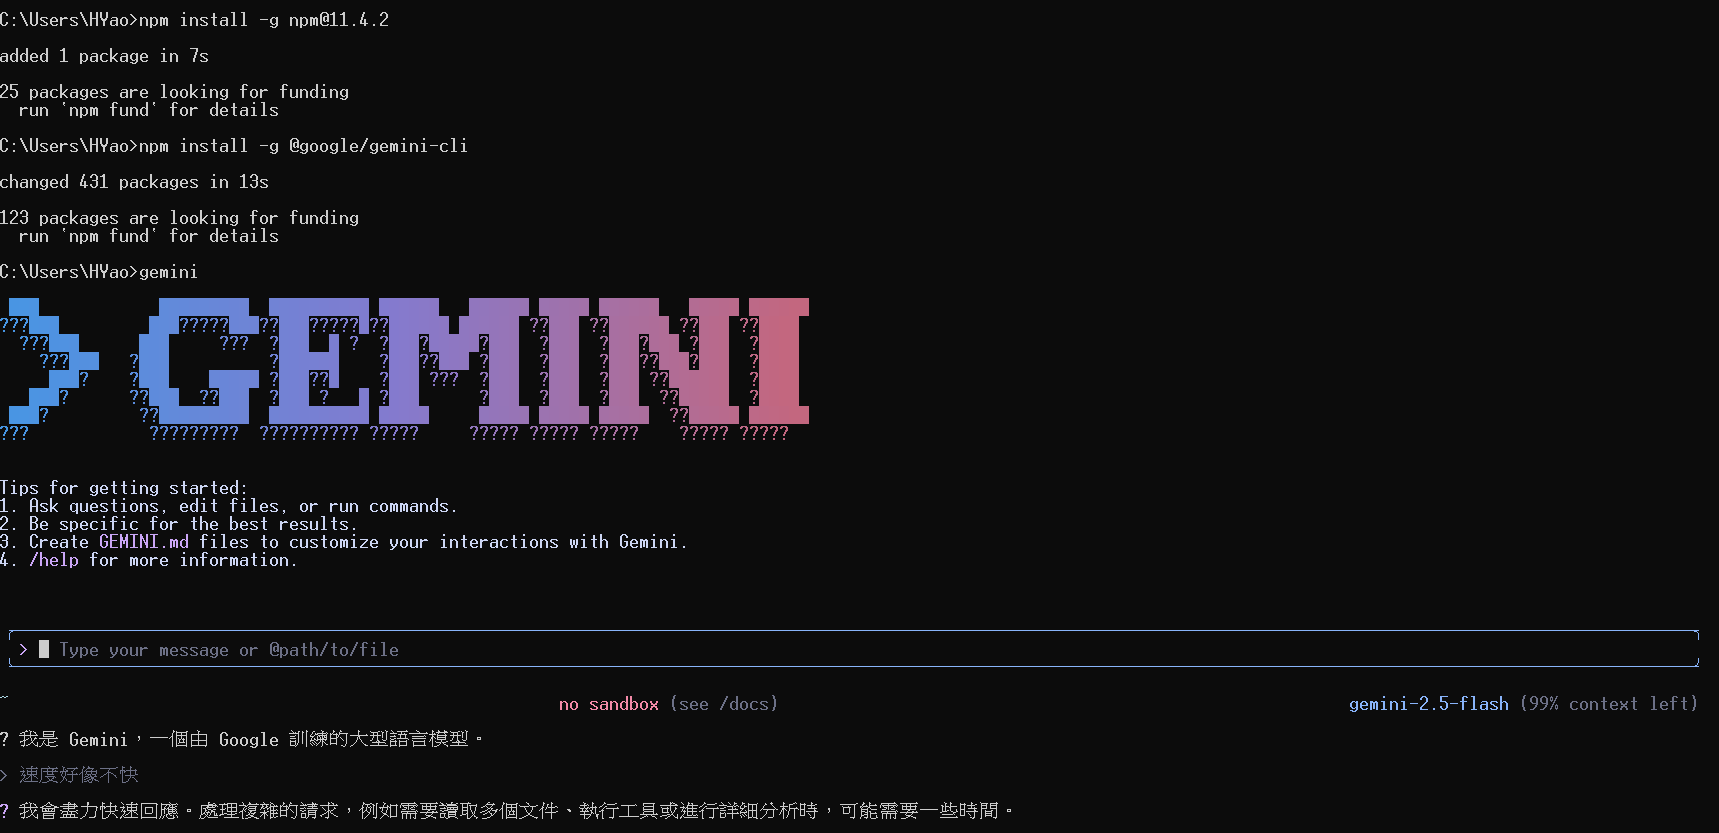 C:\Users\HYao>npm install -g npm@11.4.2
added 1 package in 7s
25 packages are looking for funding
run `npm fund` for details
C:\Users\HYao>npm install -g @google/gemini-cli
changed 431 packages in 13s
123 packages are looking for funding
run `npm fund` for details
C:\Users\HYao>gemini
GEMINI
Tips for getting started:
1. Ask questions, edit files, or run commands.
2. Be specific for the best results.
3. Create GEMINI.md files to customize your interactions with Gemini.
4. /help for more information.
> Type your message or @path/to/file
~ no sandbox (see /docs) gemini-2.5-flash (99% context left)
? 我是 Gemini，一個由 Google 訓練的大型語言模型。
> 速度好像不快
? 我會盡力快速回應。處理複雜的請求，例如需要讀取多個文件、執行工具或進行詳細分析時，可能需要一些時間。